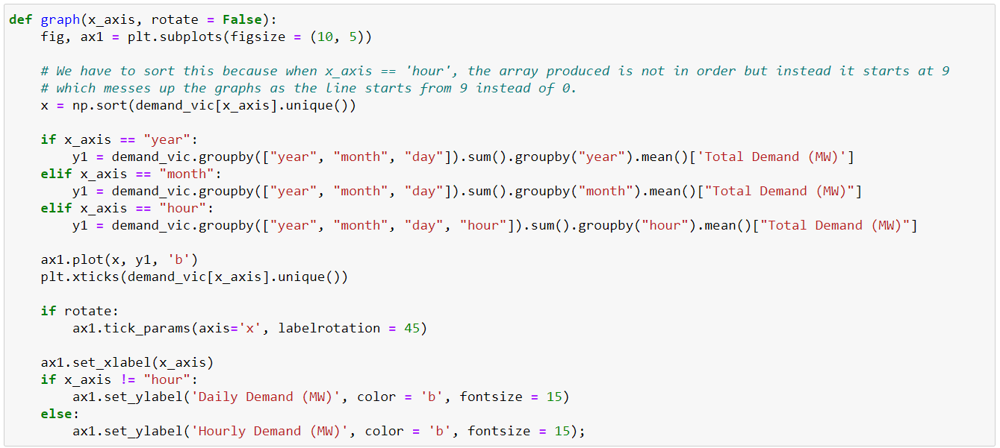 def graph(x_axis, rotate = False):
    fig, ax1 = plt.subplots(figsize = (10, 5))

    # We have to sort this because when x_axis == 'hour', the array produced is not in order but instead it starts at 9
    # which messes up the graphs as the line starts from 9 instead of 0.
    x = np.sort(demand_vic[x_axis].unique())

    if x_axis == "year":
        y1 = demand_vic.groupby(["year", "month", "day"]).sum().groupby("year").mean()['Total Demand (MW)']
    elif x_axis == "month":
        y1 = demand_vic.groupby(["year", "month", "day"]).sum().groupby("month").mean()["Total Demand (MW)"]
    elif x_axis == "hour":
        y1 = demand_vic.groupby(["year", "month", "day", "hour"]).sum().groupby("hour").mean()["Total Demand (MW)"]

    ax1.plot(x, y1, 'b')
    plt.xticks(demand_vic[x_axis].unique())

    if rotate:
        ax1.tick_params(axis='x', labelrotation = 45)

    ax1.set_xlabel(x_axis)
    if x_axis != "hour":
        ax1.set_ylabel('Daily Demand (MW)', color = 'b', fontsize = 15)
    else:
        ax1.set_ylabel('Hourly Demand (MW)', color = 'b', fontsize = 15);